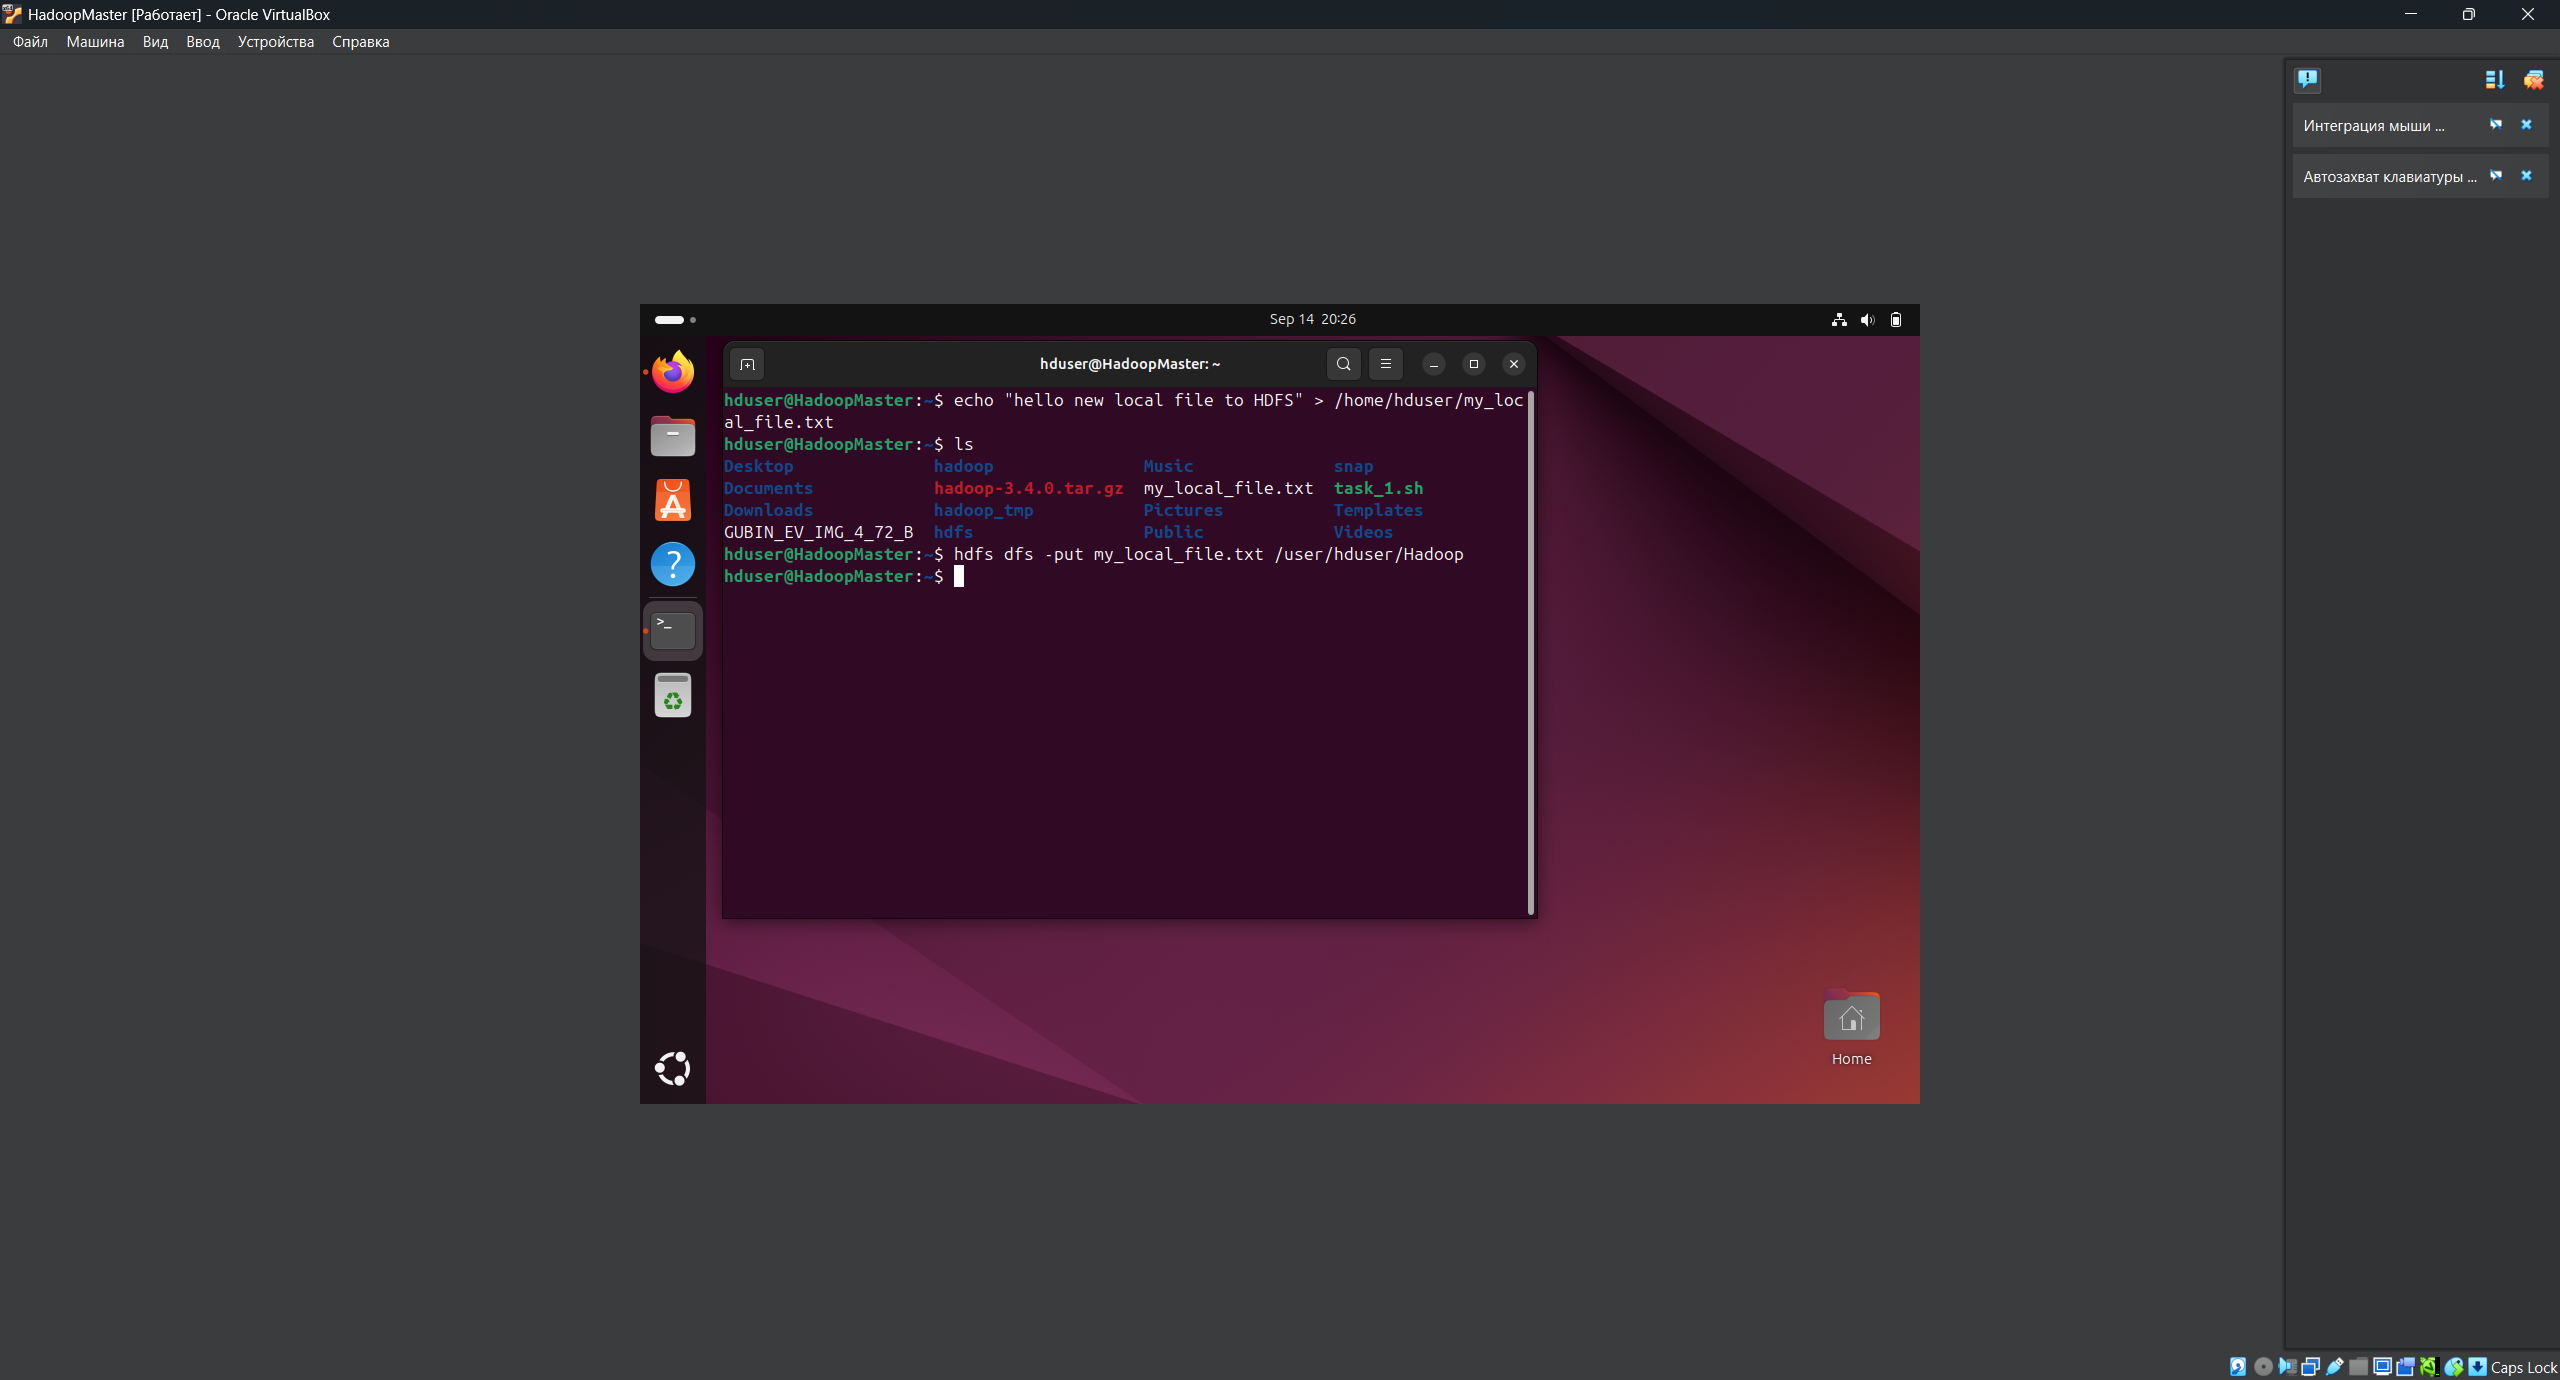 HadoopMaster [Работает] - Oracle VirtualBox
Файл Машина Вид Ввод Устройства Справка
Интеграция мыши ...
Автозахват клавиатуры ...
Sep 14 20:26
hduser@HadoopMaster: ~
hduser@HadoopMaster:~$ echo "hello new local file to HDFS" > /home/hduser/my_loc
al_file.txt
hduser@HadoopMaster:~$ ls
Desktop hadoop Music snap
Documents hadoop-3.4.0.tar.gz my_local_file.txt task_1.sh
Downloads hadoop_tmp Pictures Templates
GUBIN_EV_IMG_4_72_B hdfs Public Videos
hduser@HadoopMaster:~$ hdfs dfs -put my_local_file.txt /user/hduser/Hadoop
hduser@HadoopMaster:~$
Home
Caps Lock